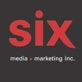 six
media + marketing inc.